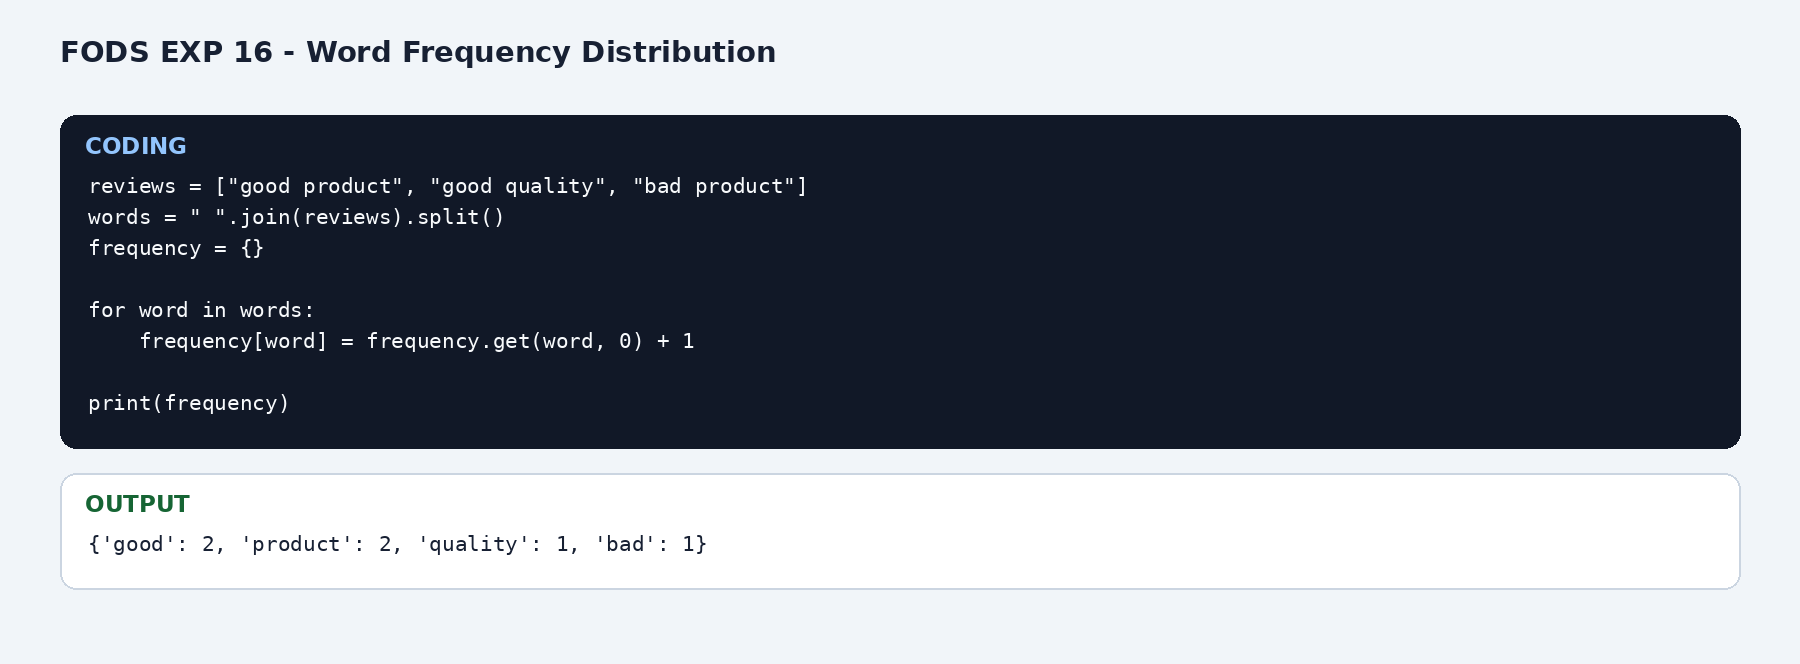 FODS EXP 16 - Word Frequency Distribution
CODING
reviews = ["good product", "good quality", "bad product"]
words = " ".join(reviews).split()
frequency = {}
for word in words:
    frequency[word] = frequency.get(word, 0) + 1
print(frequency)
OUTPUT
{'good': 2, 'product': 2, 'quality': 1, 'bad': 1}